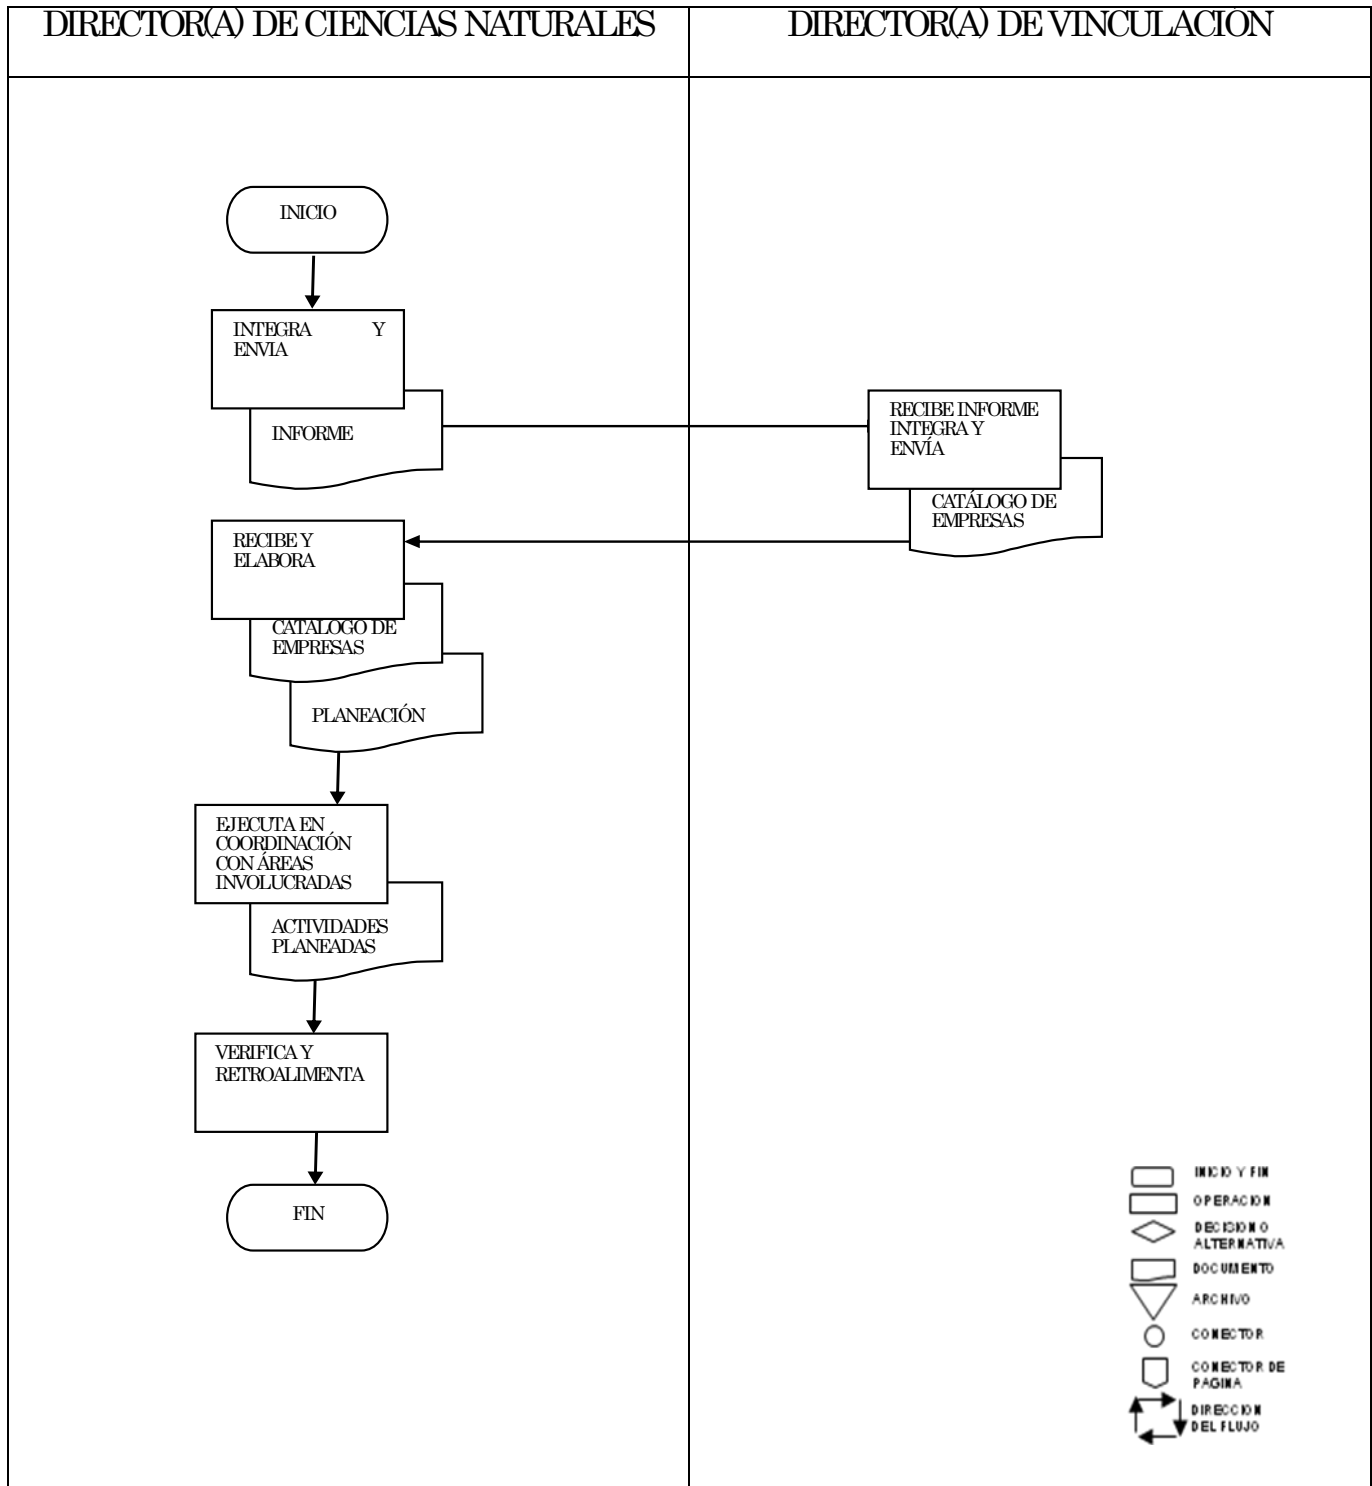 DIRECTOR(A) DE CIENCIAS NATURALES
DIRECTOR(A) DE VINCULACIÓN
INICIO
INTEGRA Y
ENVIA
INFORME
RECIBE INFORME
INTEGRA Y
ENVÍA
CATÁLOGO DE
EMPRESAS
RECIBE Y
ELABORA
CATÁLOGO DE
EMPRESAS
PLANEACIÓN
EJECUTA EN
COORDINACIÓN
CON ÁREAS
INVOLUCRADAS
ACTIVIDADES
PLANEADAS
VERIFICA Y
RETROALIMENTA
FIN
INICIO Y FIN
OPERACION
DECISION O
ALTERNATIVA
DOCUMENTO
ARCHIVO
CONECTOR
CONECTOR DE
PAGINA
DIRECCION
DEL FLUJO